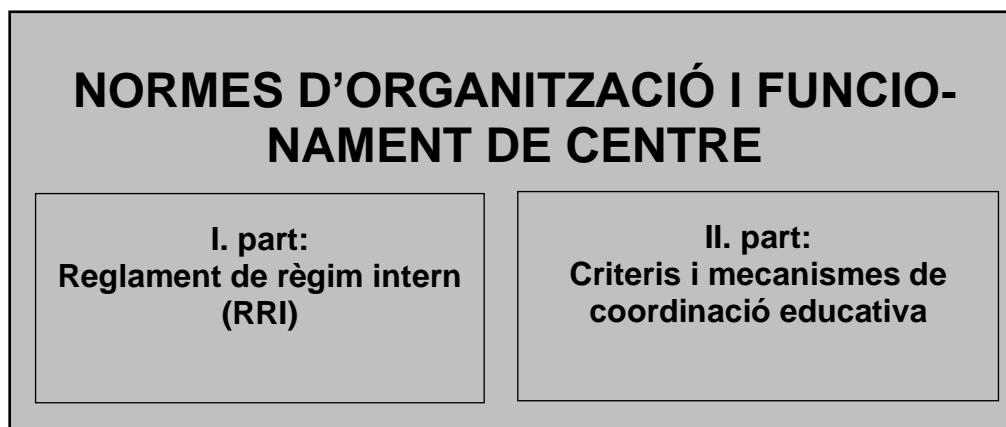 NORMES D’ORGANITZACIÓ I FUNCIO-
NAMENT DE CENTRE
I. part:
Reglament de règim intern
(RRI)
II. part:
Criteris i mecanismes de
coordinació educativa